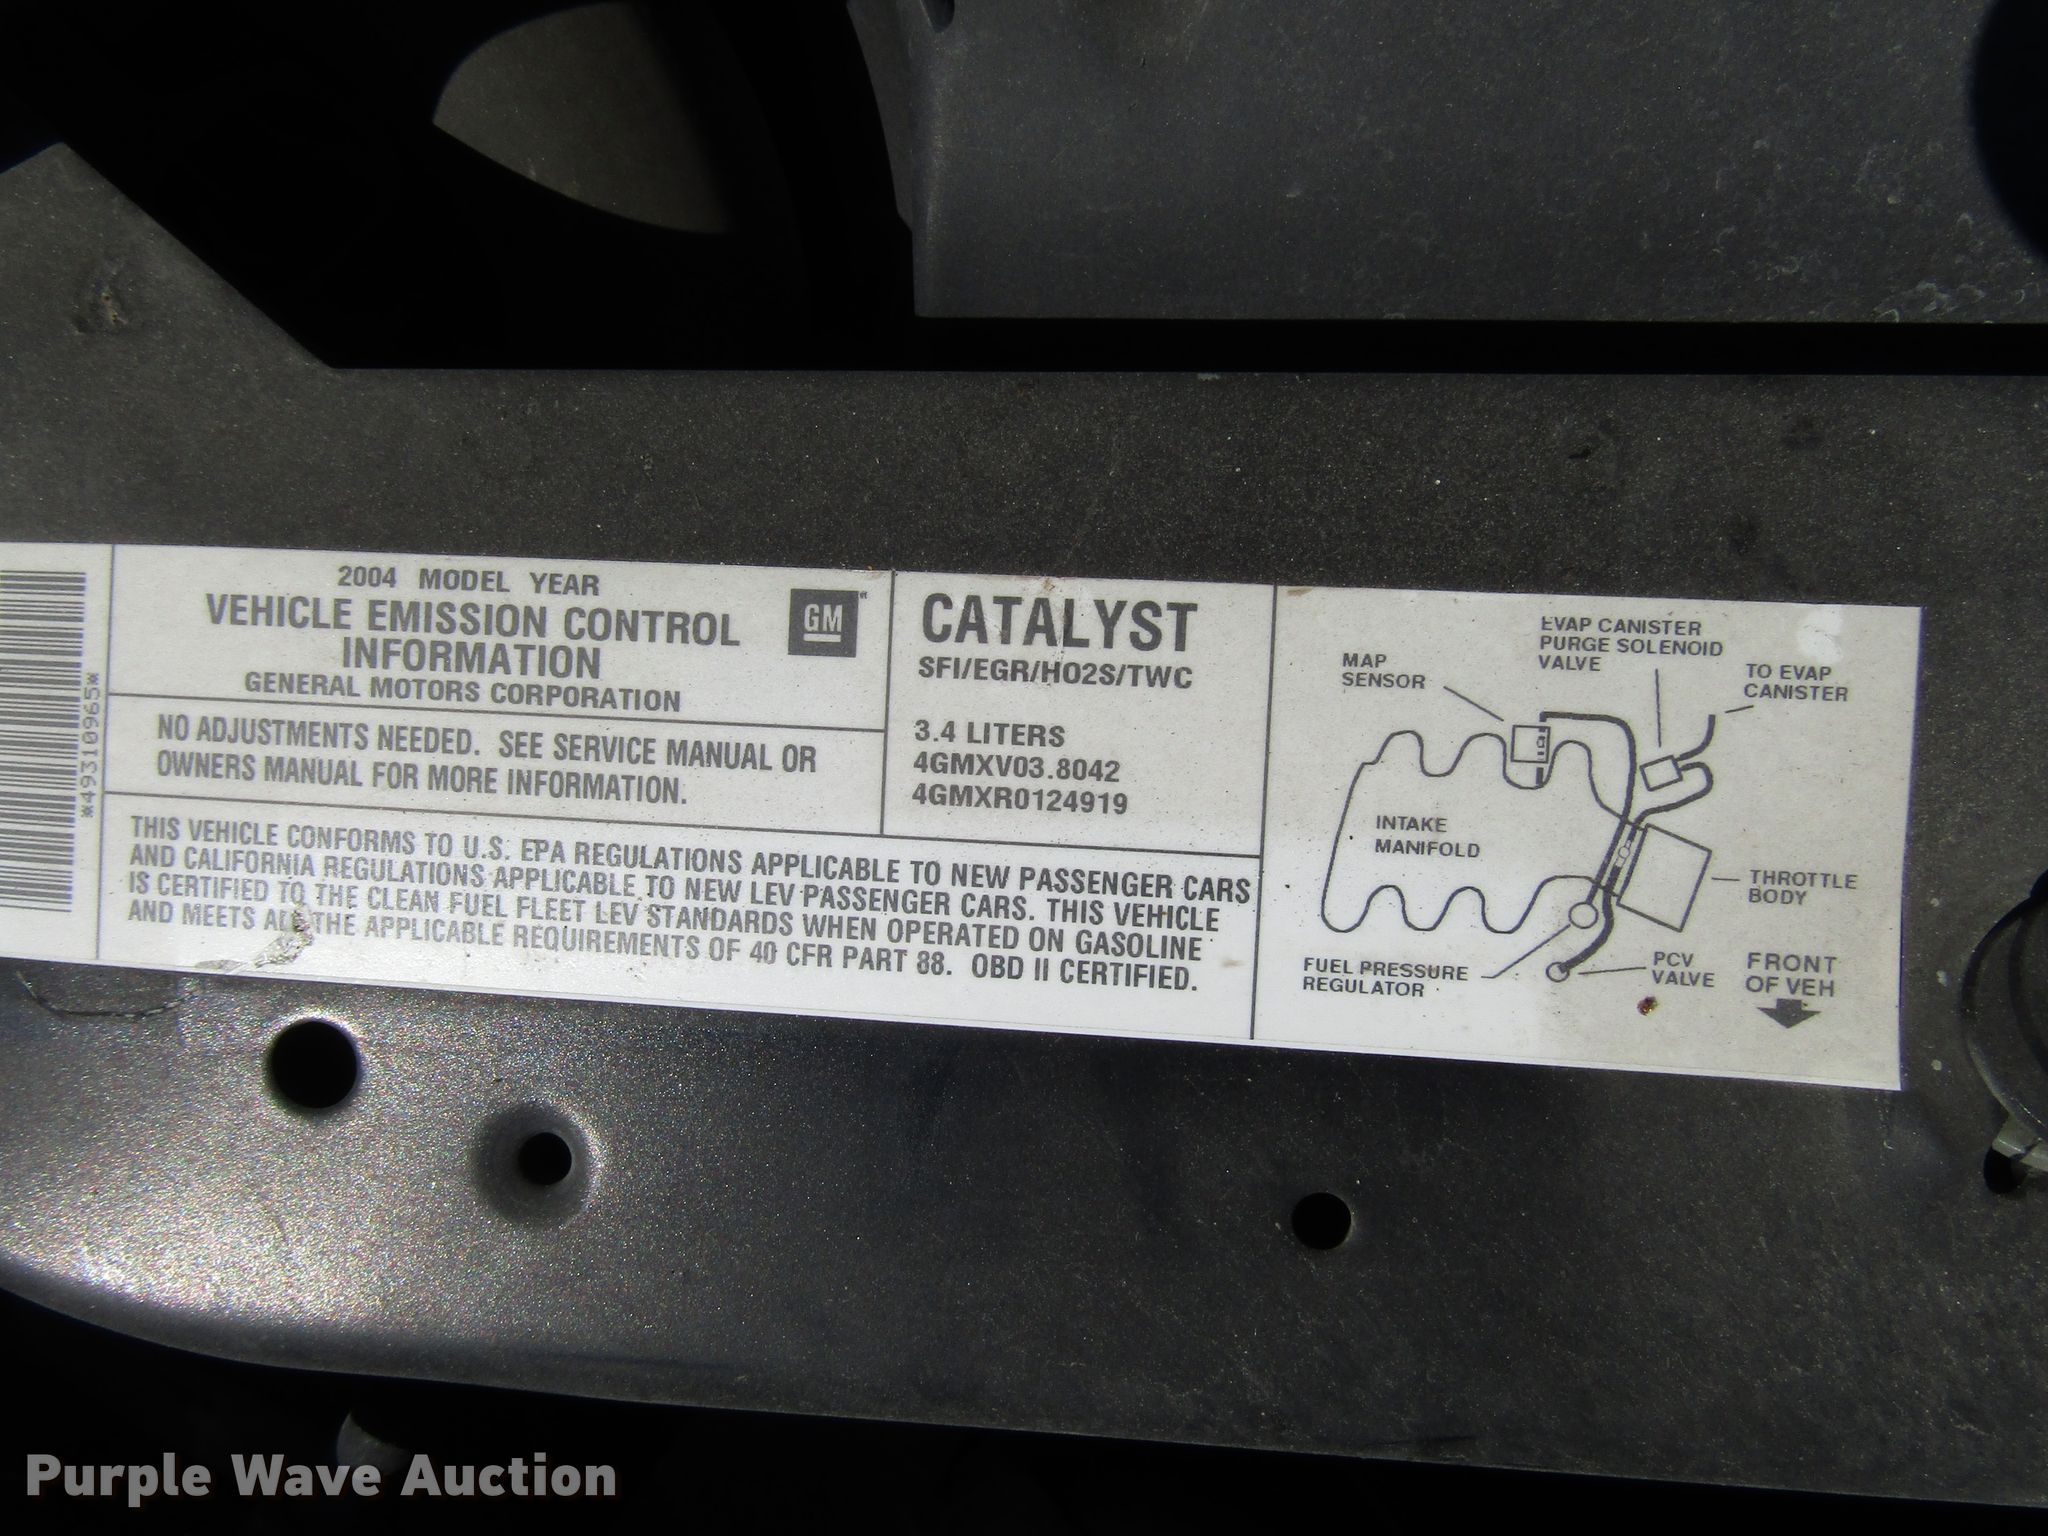 *49310965*
2004 MODEL YEAR
VEHICLE EMISSION CONTROL
INFORMATION
GENERAL MOTORS CORPORATION
GM
NO ADJUSTMENTS NEEDED. SEE SERVICE MANUAL OR
OWNERS MANUAL FOR MORE INFORMATION.
CATALYST
SFI/EGR/HO2S/TWC
3.4 LITERS
4GMXV03.8042
4GMXR0124919
THIS VEHICLE CONFORMS TO U.S. EPA REGULATIONS APPLICABLE TO NEW PASSENGER CARS
AND CALIFORNIA REGULATIONS APPLICABLE TO NEW LEV PASSENGER CARS. THIS VEHICLE
IS CERTIFIED TO THE CLEAN FUEL FLEET LEV STANDARDS WHEN OPERATED ON GASOLINE
AND MEETS ALL THE APPLICABLE REQUIREMENTS OF 40 CFR PART 88. OBD II CERTIFIED.
EVAP CANISTER
PURGE SOLENOID
VALVE
MAP
SENSOR
TO EVAP
CANISTER
INTAKE
MANIFOLD
THROTTLE
BODY
FUEL PRESSURE
REGULATOR
PCV
VALVE
FRONT
OF VEH
Purple Wave Auction